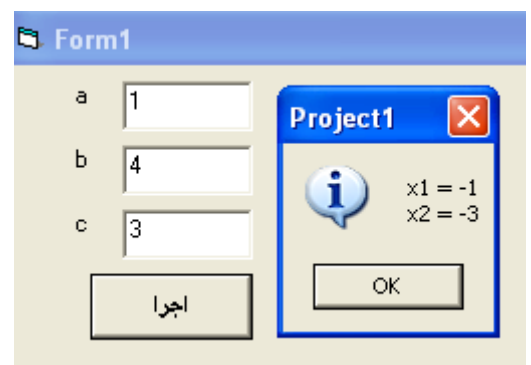 Form1
a 1
b 4
c 3
اجرا
Project1
x1 = -1
x2 = -3
OK